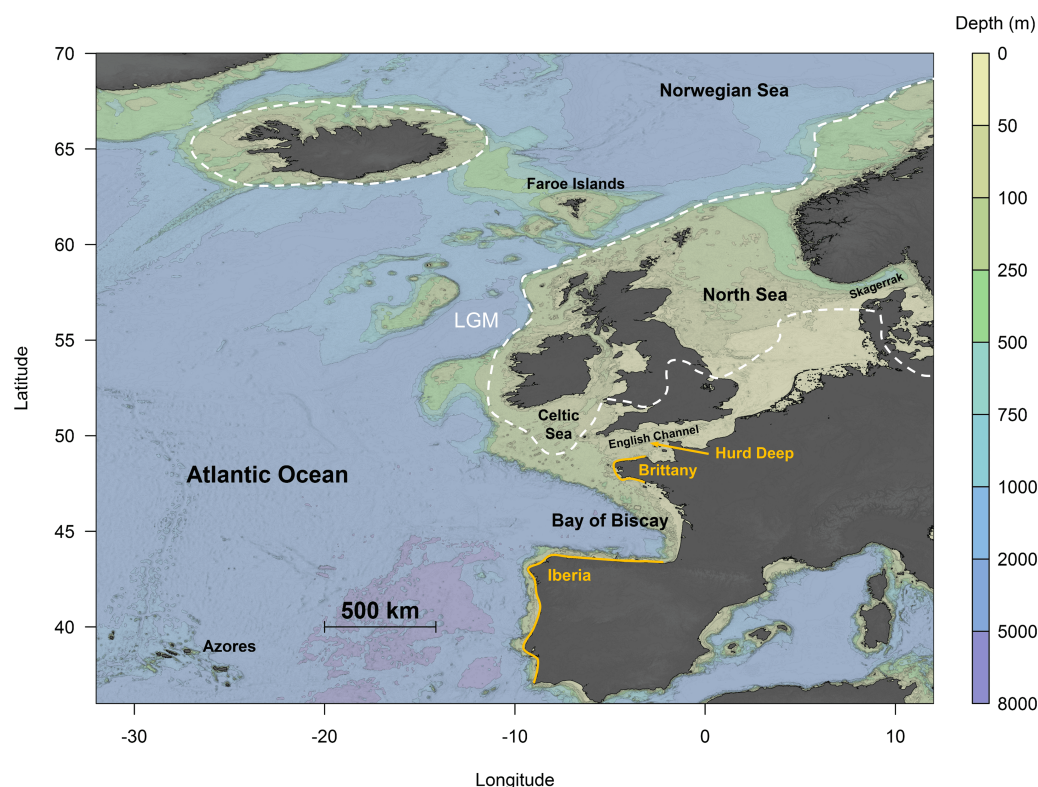 Depth (m)
70
65
60
55
50
45
40
Latitude
-30
-20
-10
0
10
Longitude
Norwegian Sea
Faroe Islands
North Sea
Skagerrak
LGM
Celtic
Sea
English Channel
Hurd Deep
Brittany
Atlantic Ocean
Bay of Biscay
Iberia
500 km
Azores
0
50
100
250
500
750
1000
2000
5000
8000